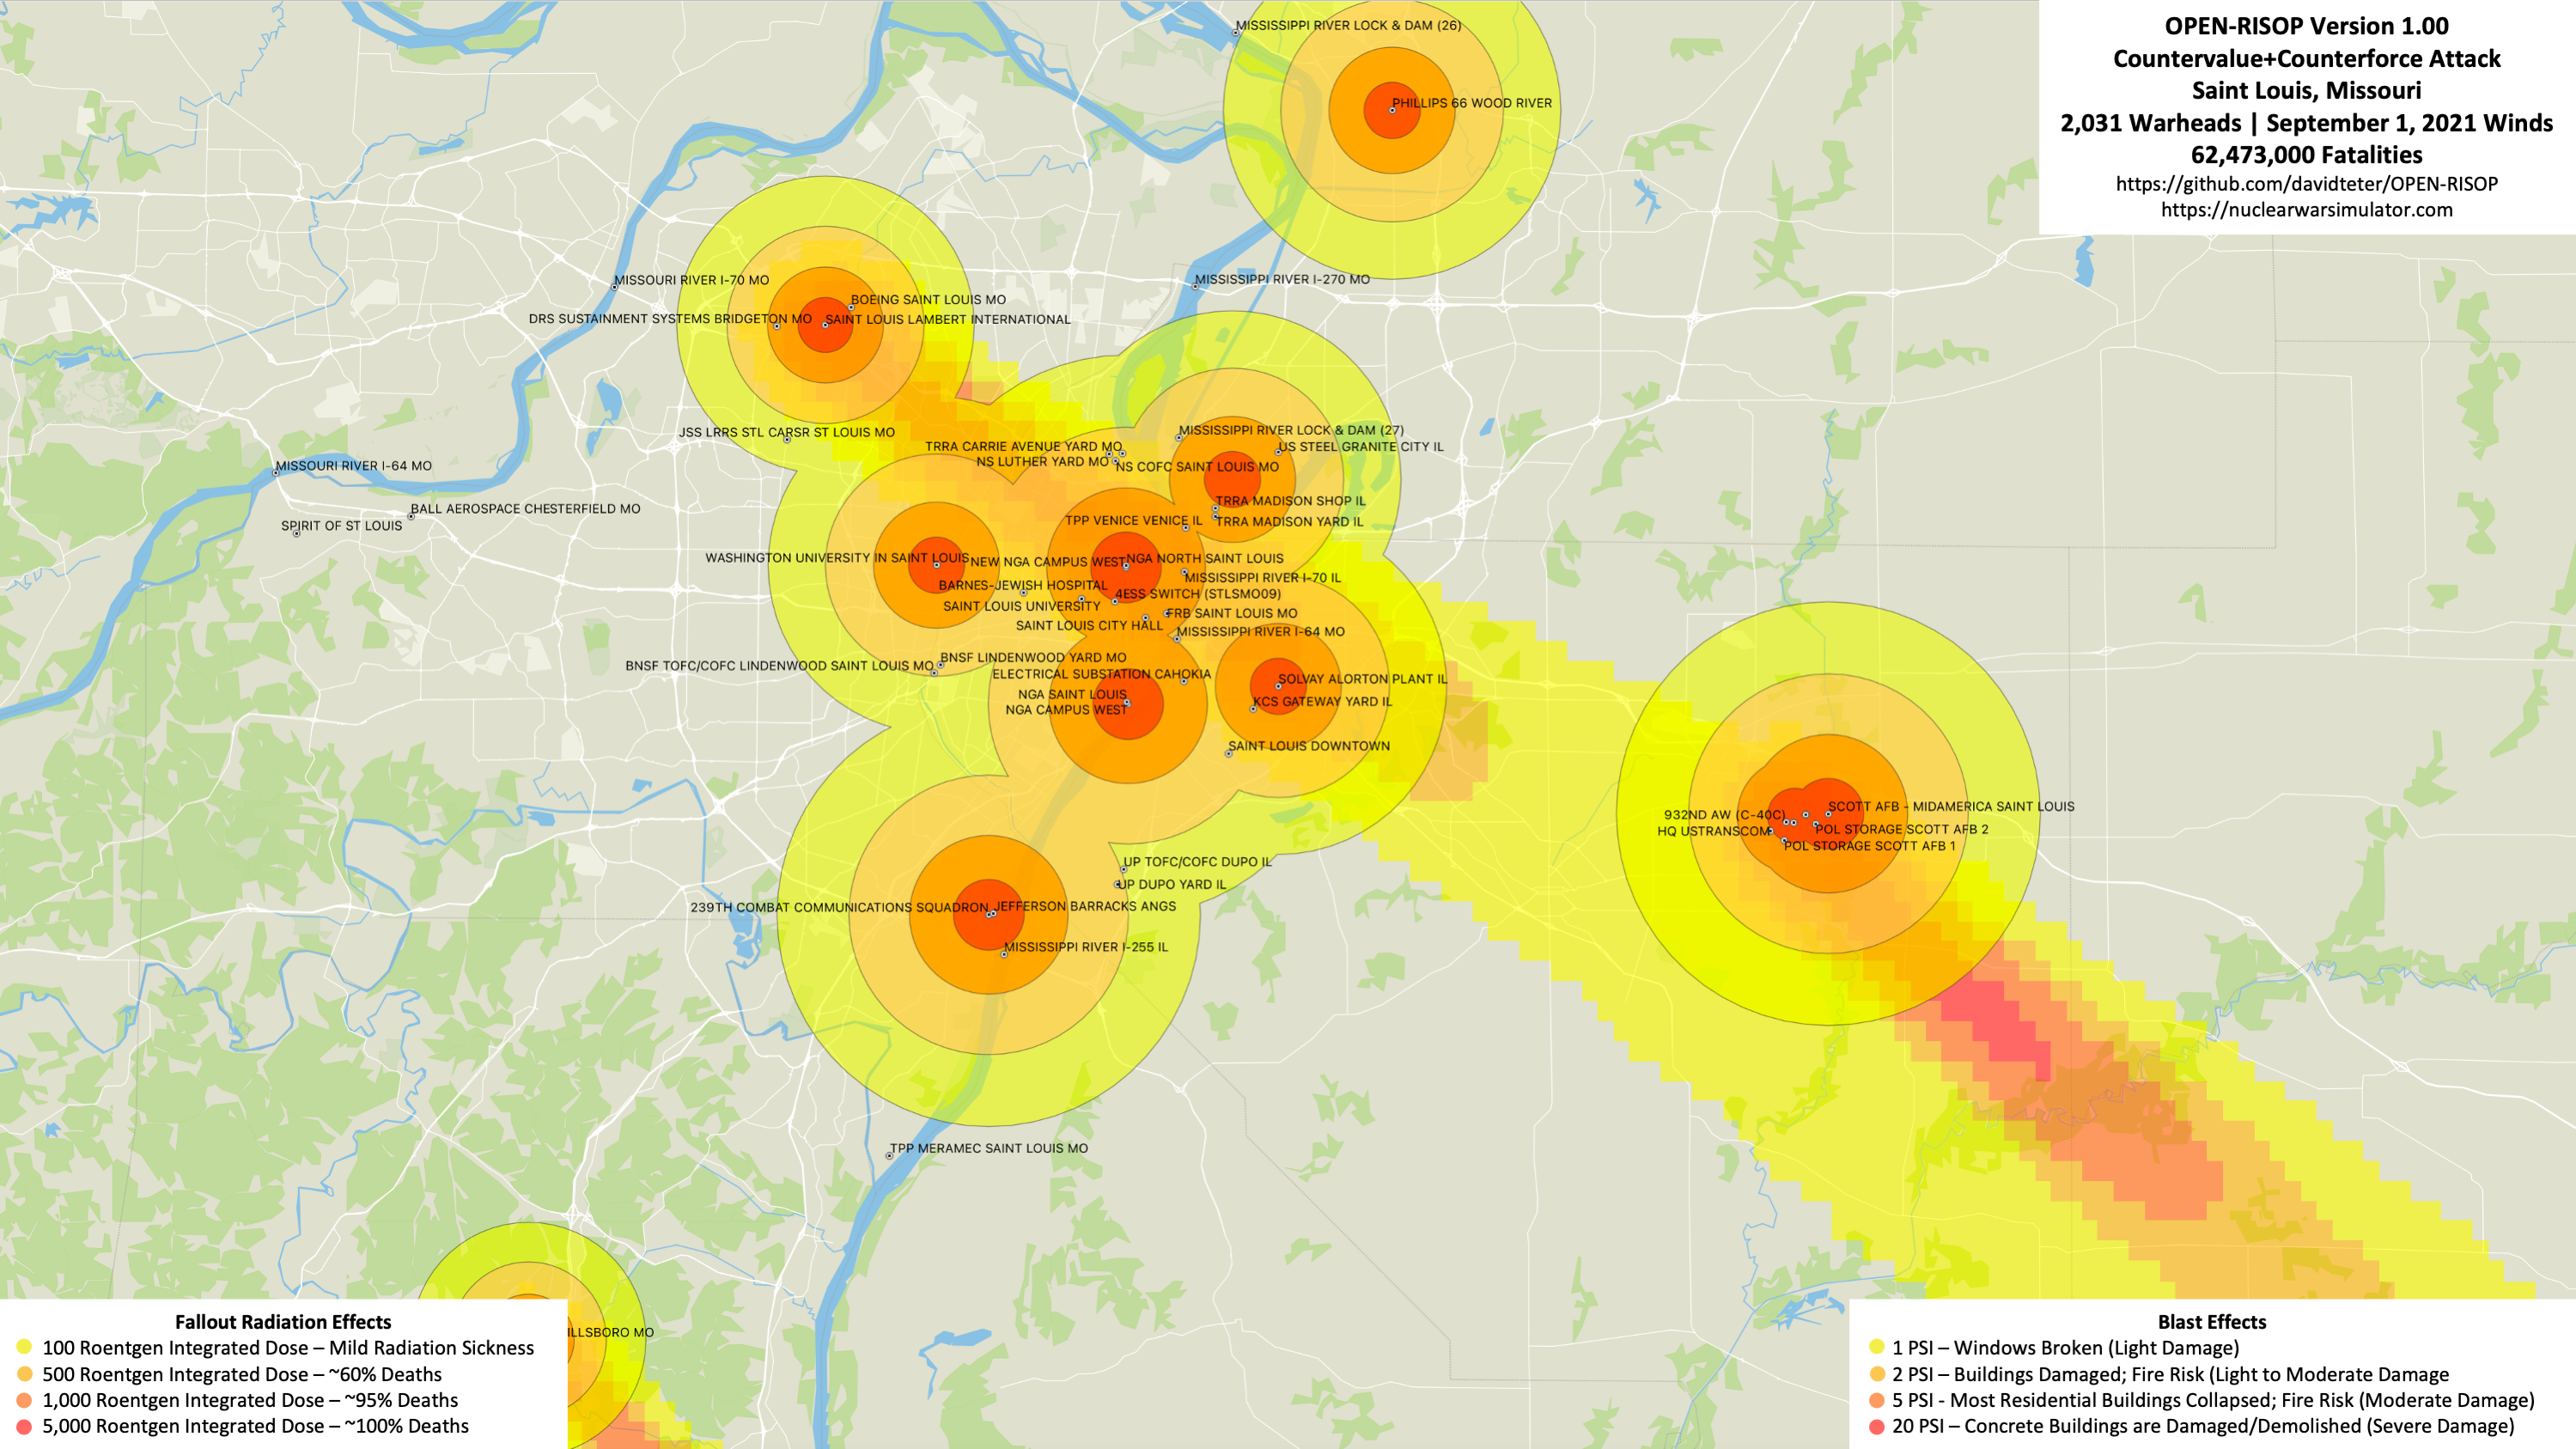 OPEN-RISOP Version 1.00
Countervalue+Counterforce Attack
Saint Louis, Missouri
2,031 Warheads | September 1, 2021 Winds
62,473,000 Fatalities
https://github.com/davidteter/OPEN-RISOP
https://nuclearwarsimulator.com
MISSISSIPPI RIVER LOCK & DAM (26)
PHILLIPS 66 WOOD RIVER
MISSOURI RIVER I-70 MO
MISSISSIPPI RIVER I-270 MO
BOEING SAINT LOUIS MO
DRS SUSTAINMENT SYSTEMS BRIDGETON MO
SAINT LOUIS LAMBERT INTERNATIONAL
JSS LRRS STL CARSR ST LOUIS MO
MISSISSIPPI RIVER LOCK & DAM (27)
TRRA CARRIE AVENUE YARD MO
US STEEL GRANITE CITY IL
NS LUTHER YARD MO
NS COFC SAINT LOUIS MO
MISSOURI RIVER I-64 MO
TRRA MADISON SHOP IL
BALL AEROSPACE CHESTERFIELD MO
TPP VENICE VENICE IL
TRRA MADISON YARD IL
SPIRIT OF ST LOUIS
WASHINGTON UNIVERSITY IN SAINT LOUIS
NEW NGA CAMPUS WEST
NGA NORTH SAINT LOUIS
MISSISSIPPI RIVER I-70 IL
BARNES-JEWISH HOSPITAL
4ESS SWITCH (STLSMO09)
SAINT LOUIS UNIVERSITY
FRB SAINT LOUIS MO
SAINT LOUIS CITY HALL
MISSISSIPPI RIVER I-64 MO
BNSF LINDENWOOD YARD MO
BNSF TOFC/COFC LINDENWOOD SAINT LOUIS MO
ELECTRICAL SUBSTATION CAHOKIA
SOLVAY ALORTON PLANT IL
NGA SAINT LOUIS
KCS GATEWAY YARD IL
NGA CAMPUS WEST
SAINT LOUIS DOWNTOWN
SCOTT AFB - MIDAMERICA SAINT LOUIS
932ND AW (C-40C)
HQ USTRANSCOM
POL STORAGE SCOTT AFB 2
POL STORAGE SCOTT AFB 1
UP TOFC/COFC DUPO IL
UP DUPO YARD IL
239TH COMBAT COMMUNICATIONS SQUADRON
JEFFERSON BARRACKS ANGS
MISSISSIPPI RIVER I-255 IL
TPP MERAMEC SAINT LOUIS MO
ILLSBORO MO
Fallout Radiation Effects
100 Roentgen Integrated Dose – Mild Radiation Sickness
500 Roentgen Integrated Dose – ~60% Deaths
1,000 Roentgen Integrated Dose – ~95% Deaths
5,000 Roentgen Integrated Dose – ~100% Deaths
Blast Effects
1 PSI – Windows Broken (Light Damage)
2 PSI – Buildings Damaged; Fire Risk (Light to Moderate Damage
5 PSI - Most Residential Buildings Collapsed; Fire Risk (Moderate Damage)
20 PSI – Concrete Buildings are Damaged/Demolished (Severe Damage)